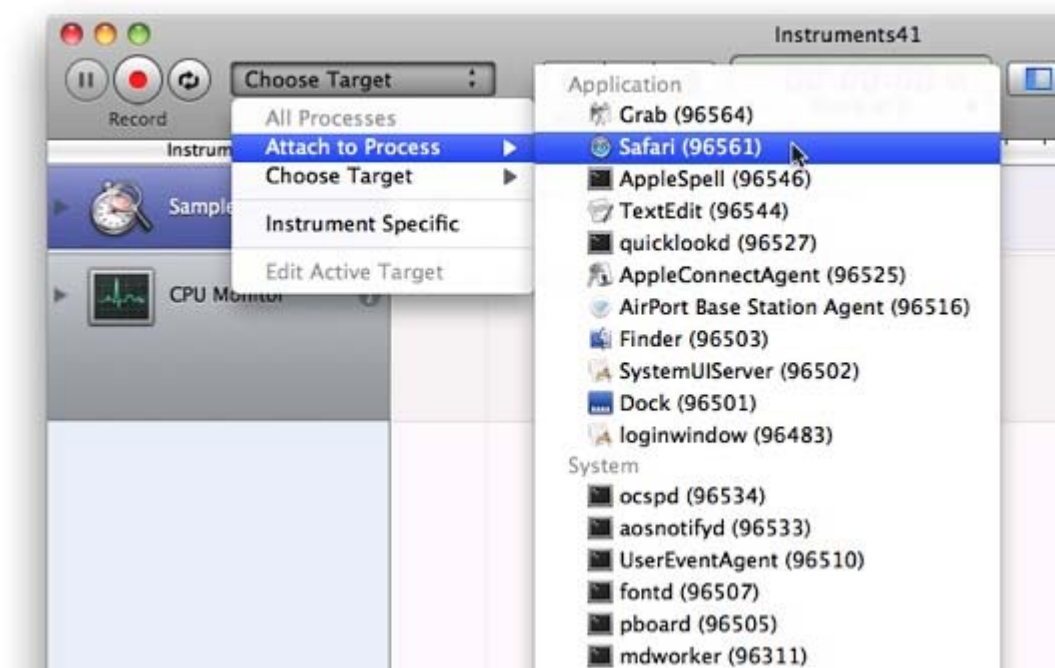 Instruments41
Choose Target
Record
All Processes
Attach to Process
Choose Target
Instrument Specific
Edit Active Target
Instrum
Sample
CPU Monitor
Application
Grab (96564)
Safari (96561)
AppleSpell (96546)
TextEdit (96544)
quicklookd (96527)
AppleConnectAgent (96525)
AirPort Base Station Agent (96516)
Finder (96503)
SystemUIServer (96502)
Dock (96501)
loginwindow (96483)
System
ocspd (96534)
aosnotifyd (96533)
UserEventAgent (96510)
fontd (96507)
pboard (96505)
mdworker (96311)